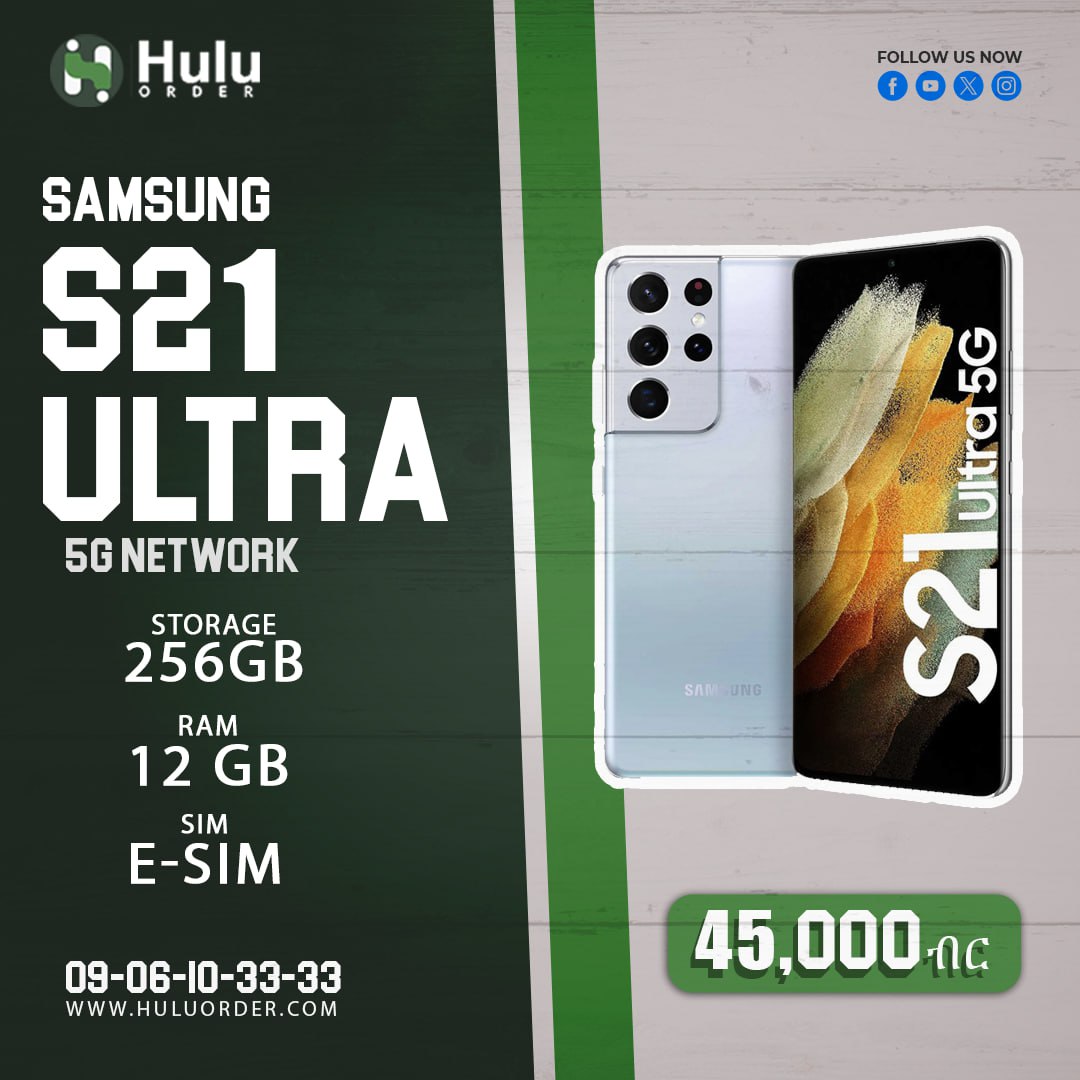 Hulu
ORDER
FOLLOW US NOW
SAMSUNG
S21
ULTRA
5G NETWORK
STORAGE
256GB
RAM
12 GB
SIM
E-SIM
SAMSUNG
S21 Ultra 5G
45,000 ብር
09-06-10-33-33
WWW.HULUORDER.COM